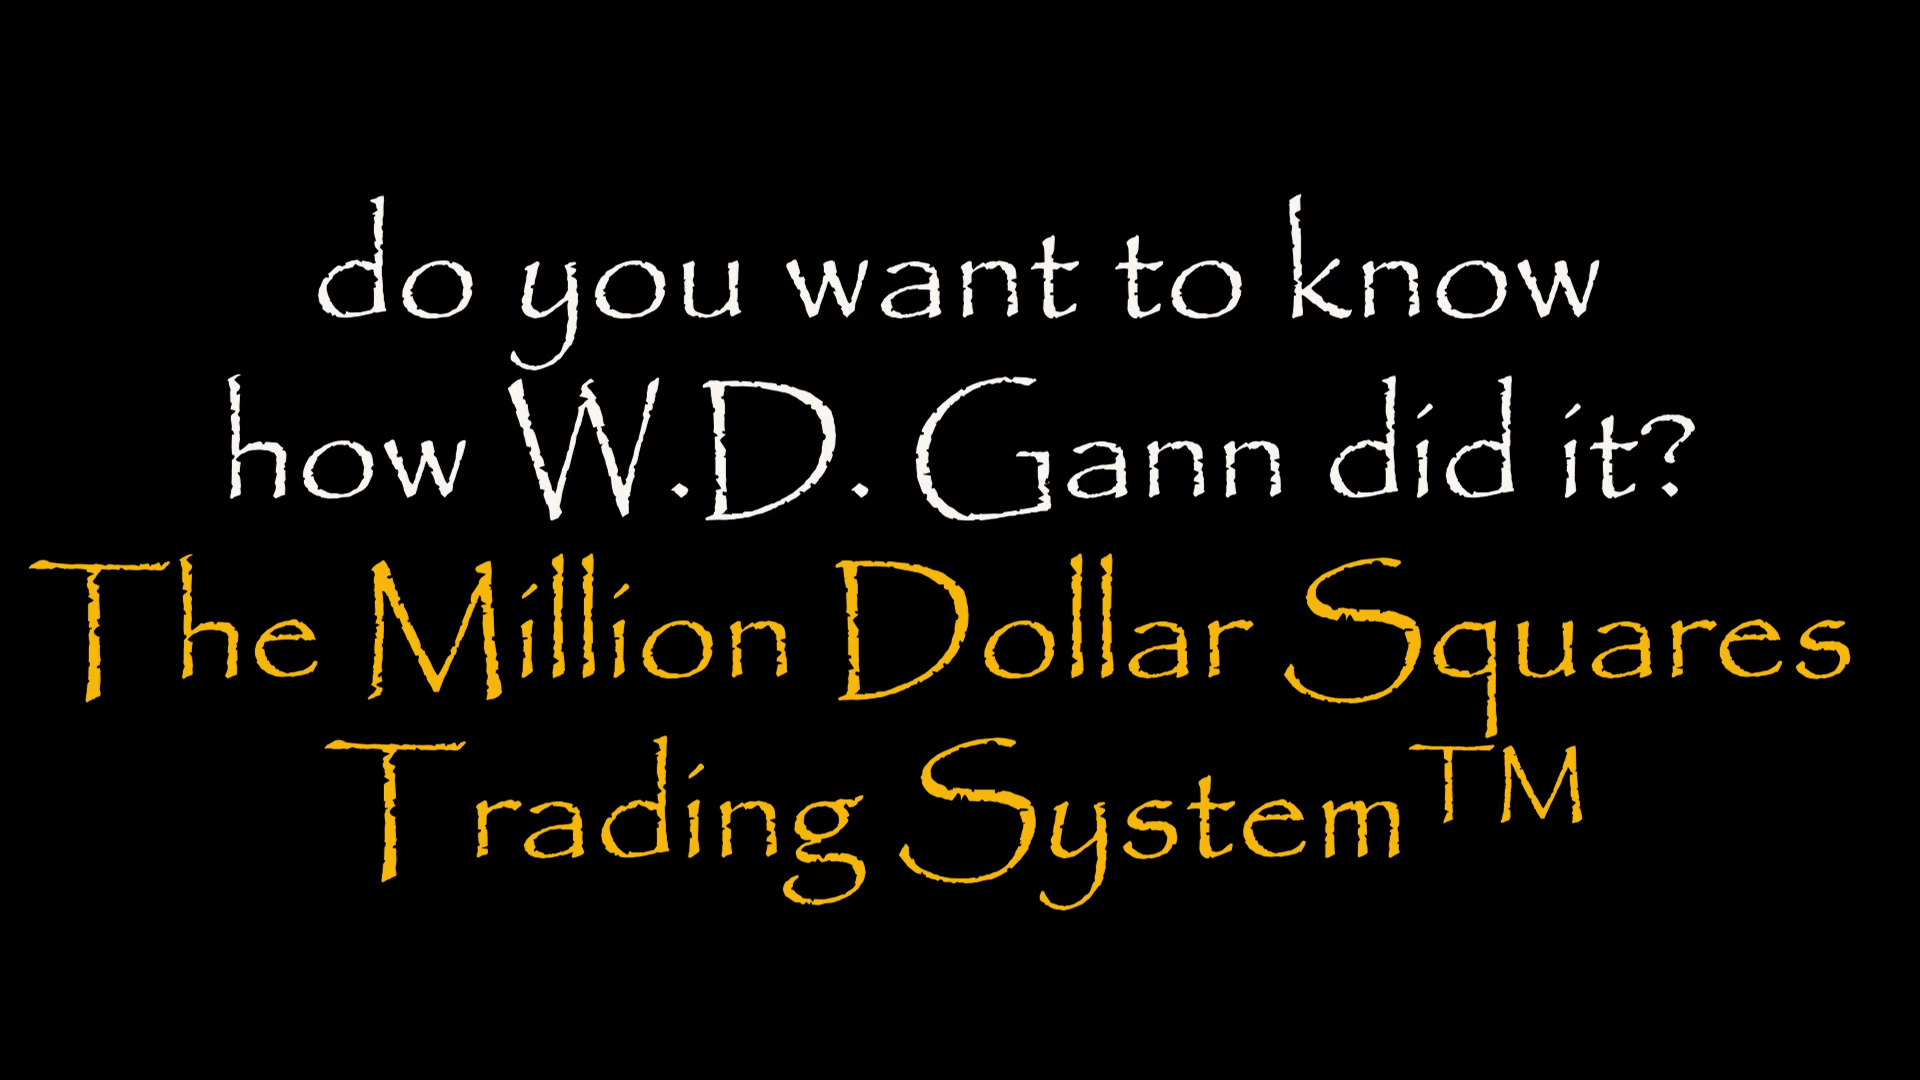 do you want to know
how W.D. Gann did it?
The Million Dollar Squares
Trading System™